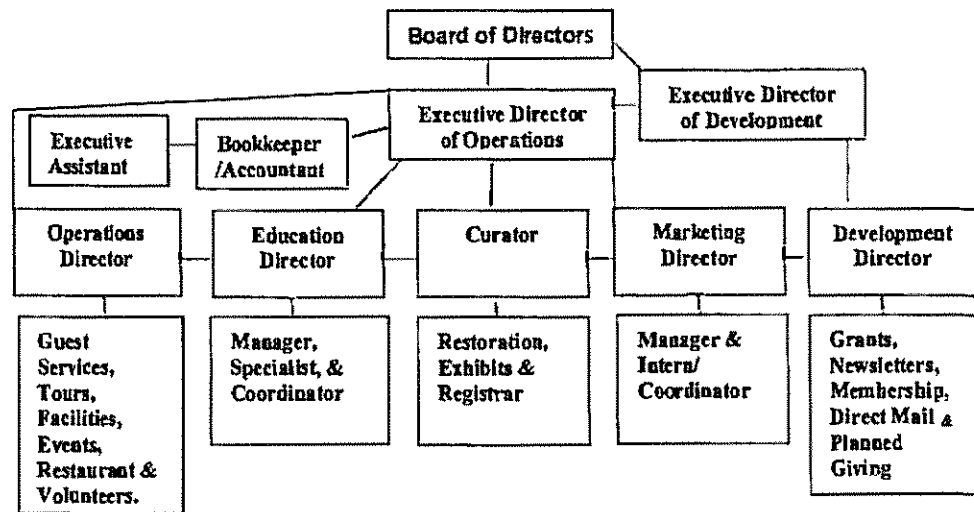 Board of Directors
Executive Director
of Development
Executive Director
of Operations
Executive
Assistant
Bookkeeper
/Accountant
Operations
Director
Education
Director
Curator
Marketing
Director
Development
Director
Guest
Services,
Tours,
Facilities,
Events,
Restaurant &
Volunteers.
Manager,
Specialist, &
Coordinator
Restoration,
Exhibits &
Registrar
Manager &
Intern/
Coordinator
Grants,
Newsletters,
Membership,
Direct Mail &
Planned
Giving